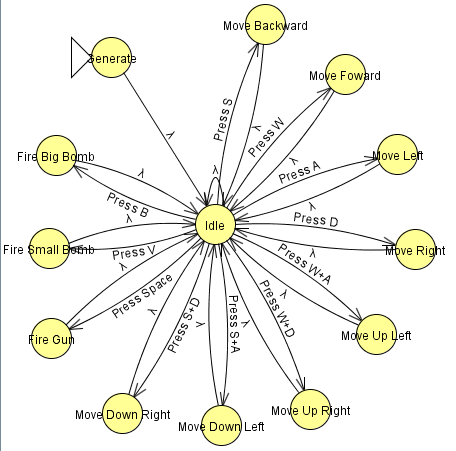 Move Backward
Generate
Move Foward
Press S
λ
λ
Press W
Fire Big Bomb
λ
λ
λ
Press A
Move Left
Press B
λ
λ
Idle
Press D
Fire Small Bomb
Press V
λ
Move Right
λ
Press W+A
Press Space
λ
λ
Press S+D
λ
Press S+A
Press W+D
Fire Gun
Move Up Left
Move Down Right
Move Down Left
Move Up Right